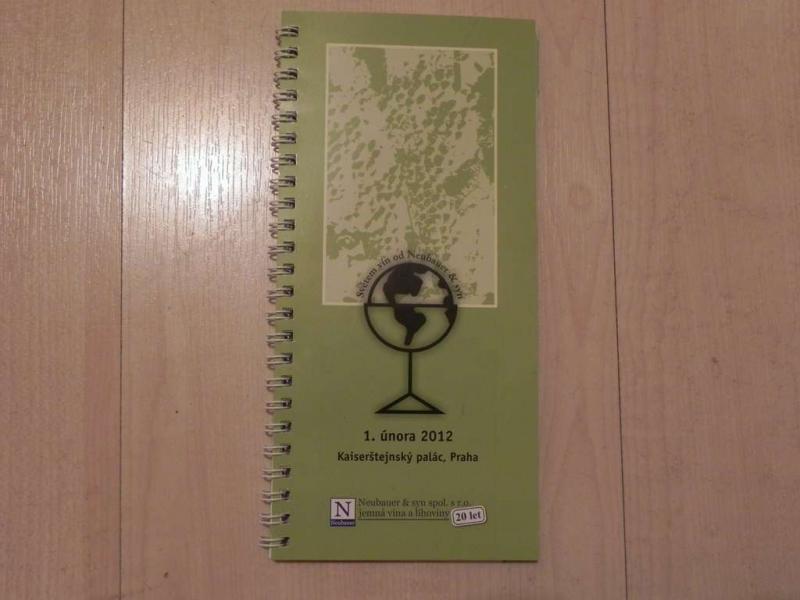 Světem vín od Neubauer & syn
1. února 2012
Kaiserštejnský palác, Praha
N
Neubauer
Neubauer & syn spol. s r.o.
jemná vína a lihoviny
20 let